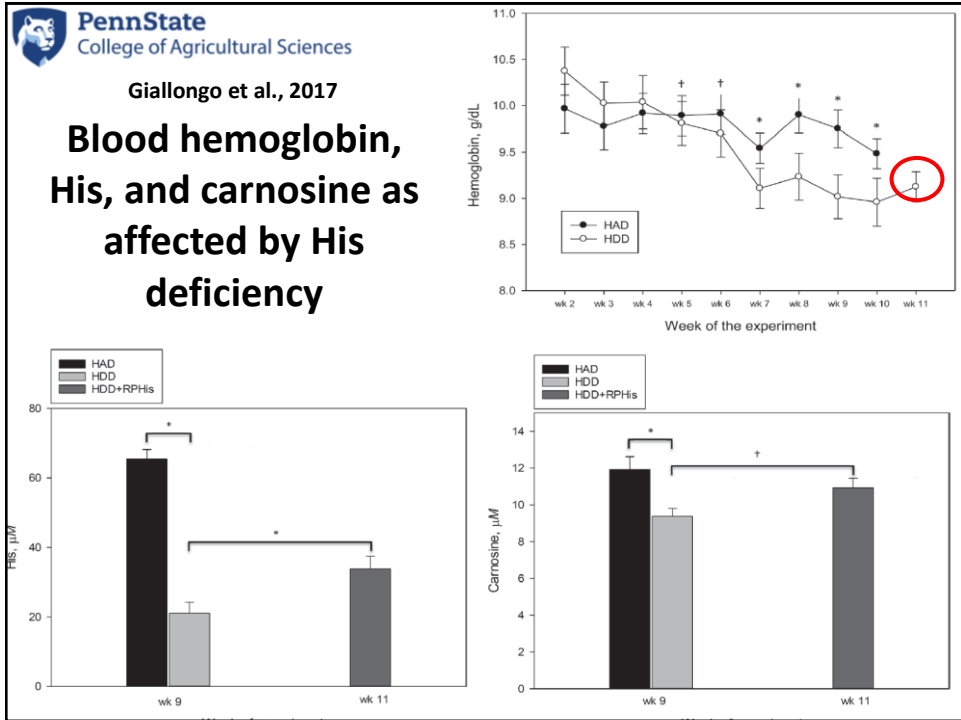 PennState
College of Agricultural Sciences
Giallongo et al., 2017
Blood hemoglobin,
His, and carnosine as
affected by His
deficiency
Hemoglobin, g/dL
10.5
10.0
9.5
9.0
8.5
8.0
† † * * * *
HAD
HDD
wk 2 wk 3 wk 4 wk 5 wk 6 wk 7 wk 8 wk 9 wk 10 wk 11
Week of the experiment
HAD
HDD
HDD+RPHis
His, µM
80
60
40
20
0
*
*
wk 9 wk 11
HAD
HDD
HDD+RPHis
Carnosine, µM
14
12
10
8
6
4
2
0
*
†
wk 9 wk 11